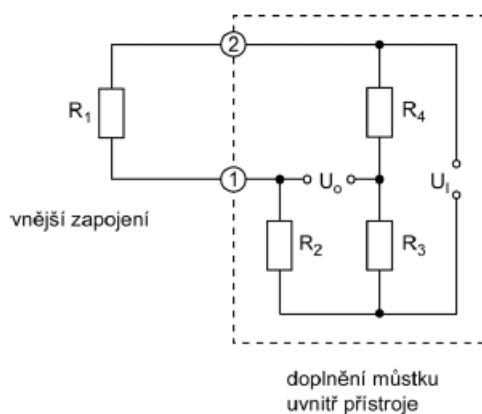 2
R1
R4
1
Uo
UI
vnější zapojení
R2
R3
doplnění můstku
uvnitř přístroje